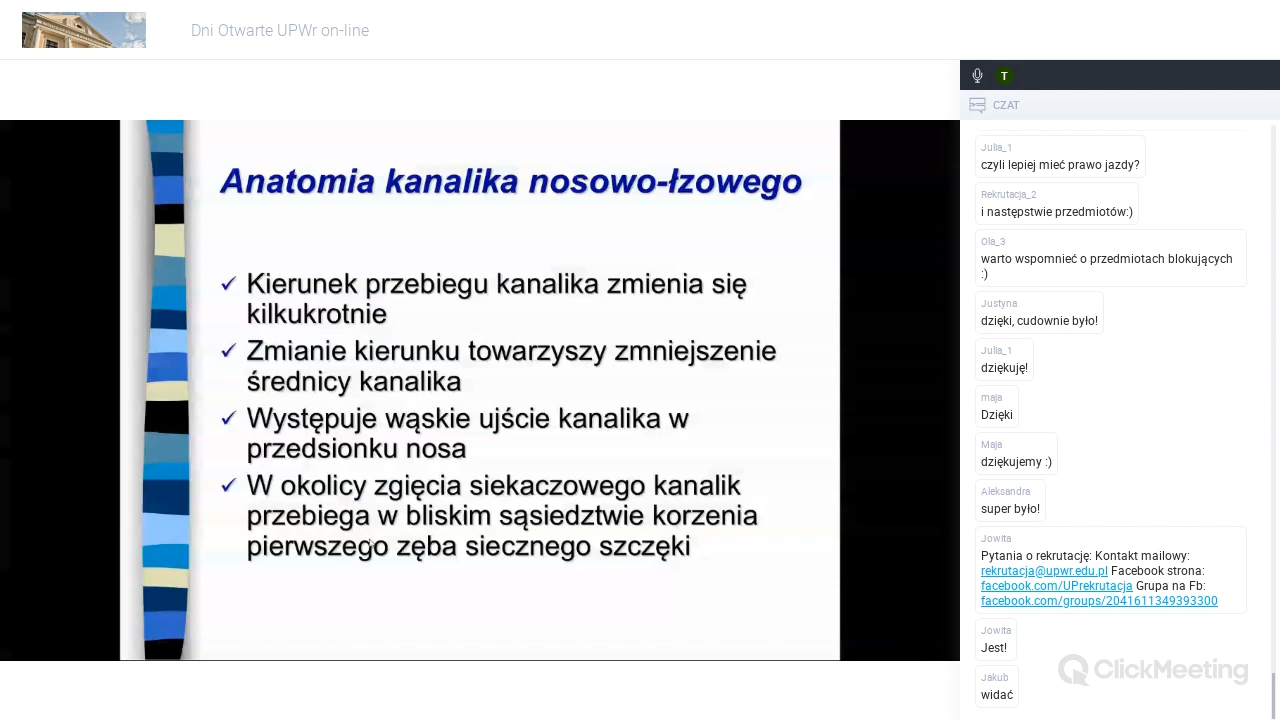 Dni Otwarte UPWr on-line
T
CZAT
Anatomia kanalika nosowo-łzowego
Kierunek przebiegu kanalika zmienia się
kilkukrotnie
Zmianie kierunku towarzyszy zmniejszenie
średnicy kanalika
Występuje wąskie ujście kanalika w
przedsionku nosa
W okolicy zgięcia siekaczowego kanalik
przebiega w bliskim sąsiedztwie korzenia
pierwszego zęba siecznego szczęki
Julia_1
czyli lepiej mieć prawo jazdy?
Rekrutacja_2
i następstwie przedmiotów:)
Ola_3
warto wspomnieć o przedmiotach blokujących
:)
Justyna
dzięki, cudownie było!
Julia_1
dziękuję!
maja
Dzięki
Maja
dziękujemy :)
Aleksandra
super było!
Jowita
Pytania o rekrutację: Kontakt mailowy:
rekrutacja@upwr.edu.pl Facebook strona:
facebook.com/UPrekrutacja Grupa na Fb:
facebook.com/groups/2041611349393300
Jowita
Jest!
Jakub
widać
ClickMeeting